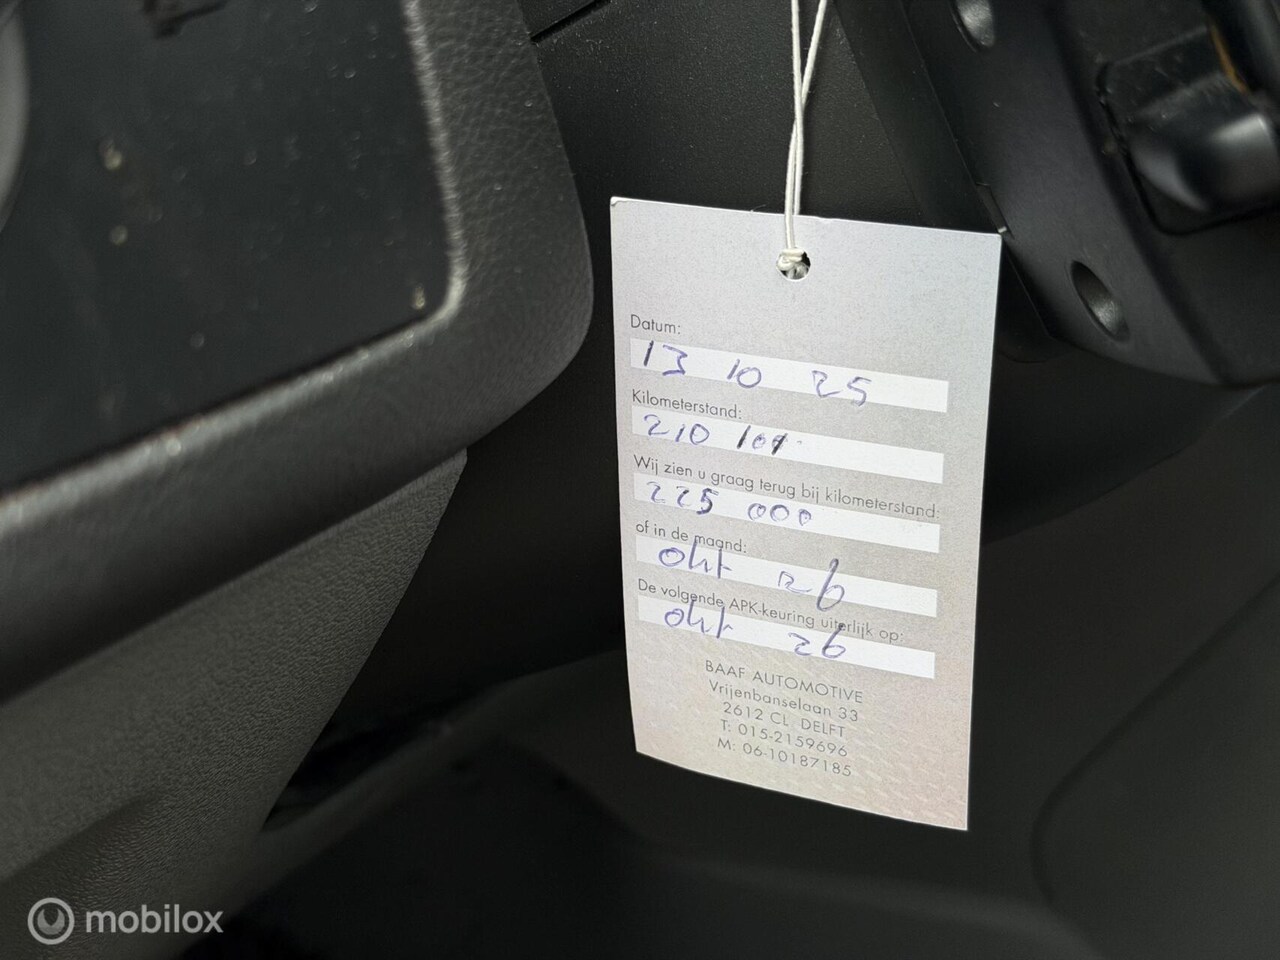 Datum:
13 10 25
Kilometerstand:
210 101
Wij zien u graag terug bij kilometerstand:
225 000
of in de maand:
okt 26
De volgende APK-keuring uiterlijk op:
okt 26
BAAF AUTOMOTIVE
Vrijenbanselaan 33
2612 CL DELFT
T: 015-2159696
M: 06-10187185
mobilox